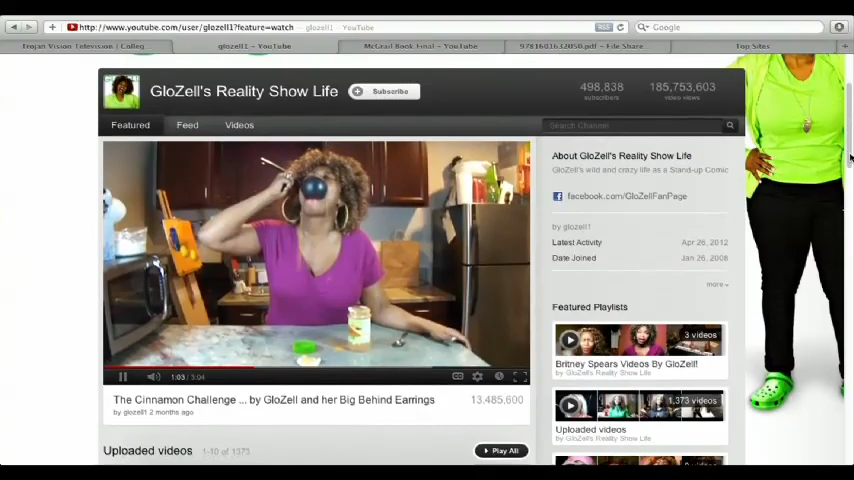 http://www.youtube.com/user/glozell1?feature=watch – glozell1 – YouTube
RSS
Google
Trojan Vision Television | Colleg...
glozell1 – YouTube
McGrail Book Final – YouTube
9781601632050.pdf – File Share...
Top Sites
GloZell's Reality Show Life
Subscribe
498,838
subscribers
185,753,603
video views
Featured
Feed
Videos
Search Channel
About GloZell's Reality Show Life
GloZell's wild and crazy life as a Stand-up Comic
facebook.com/GloZellFanPage
by glozell1
Latest Activity
Apr 26, 2012
Date Joined
Jan 26, 2008
more
Featured Playlists
3 videos
Britney Spears Videos By GloZell!
by GloZell's Reality Show Life
1,373 videos
Uploaded videos
by GloZell's Reality Show Life
1:03 / 3:04
CC
The Cinnamon Challenge ... by GloZell and her Big Behind Earrings
13,485,600
by glozell1 2 months ago
Uploaded videos
1-10 of 1373
Play All